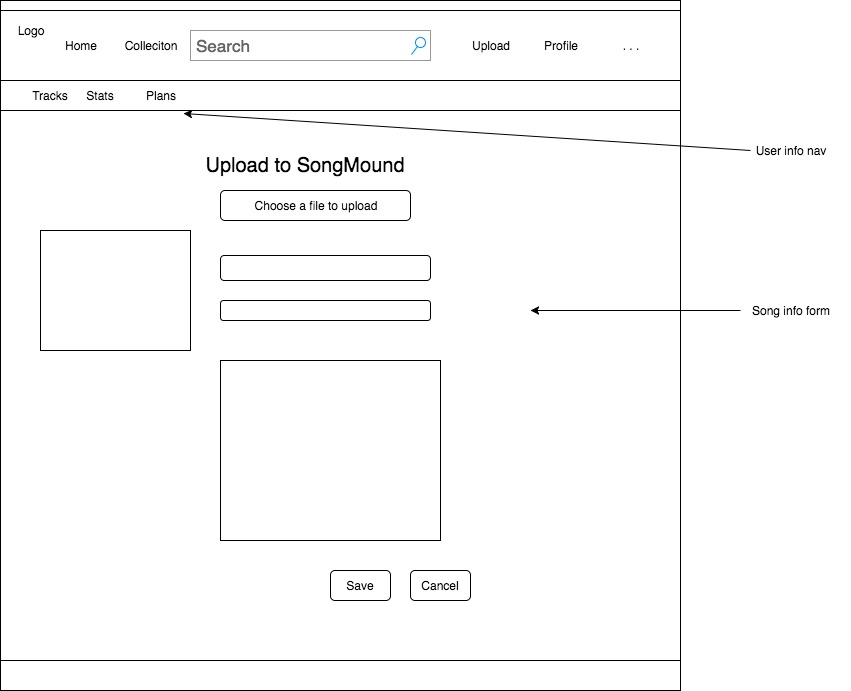 Logo
Home Colleciton Search Upload Profile . . .
Tracks Stats Plans
User info nav
Upload to SongMound
Choose a file to upload
Song info form
Save Cancel